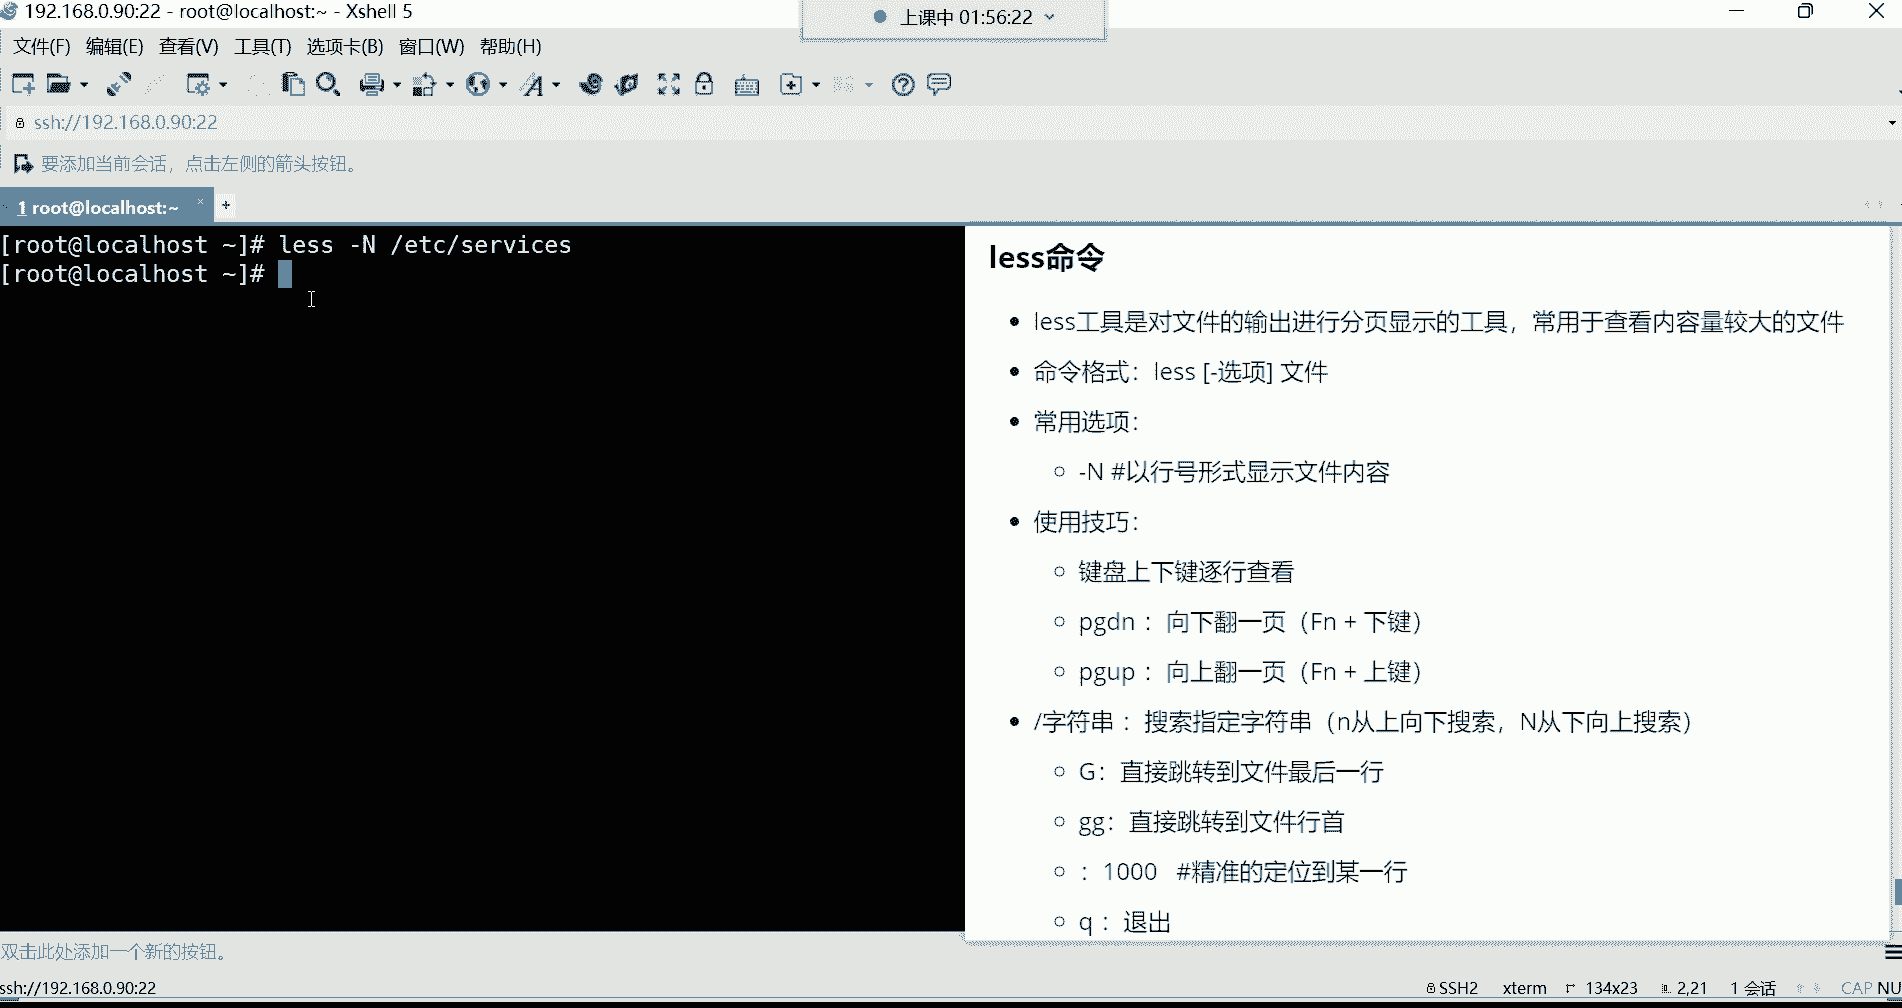 192.168.0.90:22 - root@localhost:~ - Xshell 5
上课中 01:56:22
文件(F) 编辑(E) 查看(V) 工具(T) 选项卡(B) 窗口(W) 帮助(H)
ssh://192.168.0.90:22
要添加当前会话，点击左侧的箭头按钮。
1 root@localhost:~ × +
[root@localhost ~]# less -N /etc/services
[root@localhost ~]#
less命令
• less工具是对文件的输出进行分页显示的工具，常用于查看内容量较大的文件
• 命令格式：less [-选项] 文件
• 常用选项：
○ -N #以行号形式显示文件内容
• 使用技巧：
○ 键盘上下键逐行查看
○ pgdn ：向下翻一页（Fn + 下键）
○ pgup ：向上翻一页（Fn + 上键）
• /字符串 ：搜索指定字符串（n从上向下搜索，N从下向上搜索）
○ G：直接跳转到文件最后一行
○ gg：直接跳转到文件行首
○ ：1000 #精准的定位到某一行
○ q ：退出
双击此处添加一个新的按钮。
ssh://192.168.0.90:22
SSH2 xterm 134x23 2,21 1 会话 CAP NU